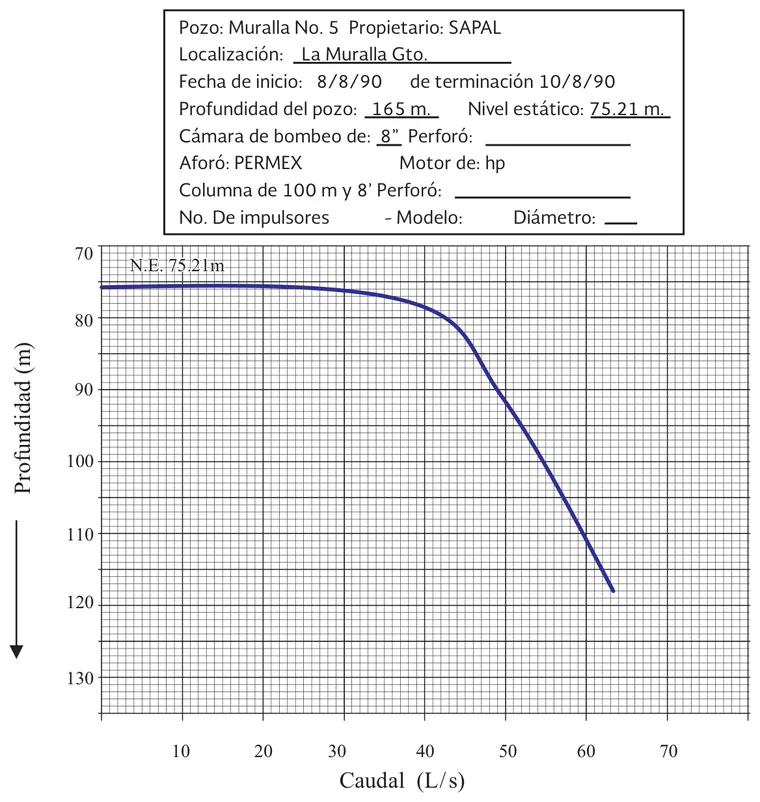 Pozo: Muralla No. 5 Propietario: SAPAL
Localización: La Muralla Gto.
Fecha de inicio: 8/8/90 de terminación 10/8/90
Profundidad del pozo: 165 m. Nivel estático: 75.21 m.
Cámara de bombeo de: 8” Perforó:
Aforó: PERMEX Motor de: hp
Columna de 100 m y 8’ Perforó:
No. De impulsores - Modelo: Diámetro:
70
N.E. 75.21m
80
90
100
110
120
130
Profundidad (m)
10 20 30 40 50 60 70
Caudal (L/s)